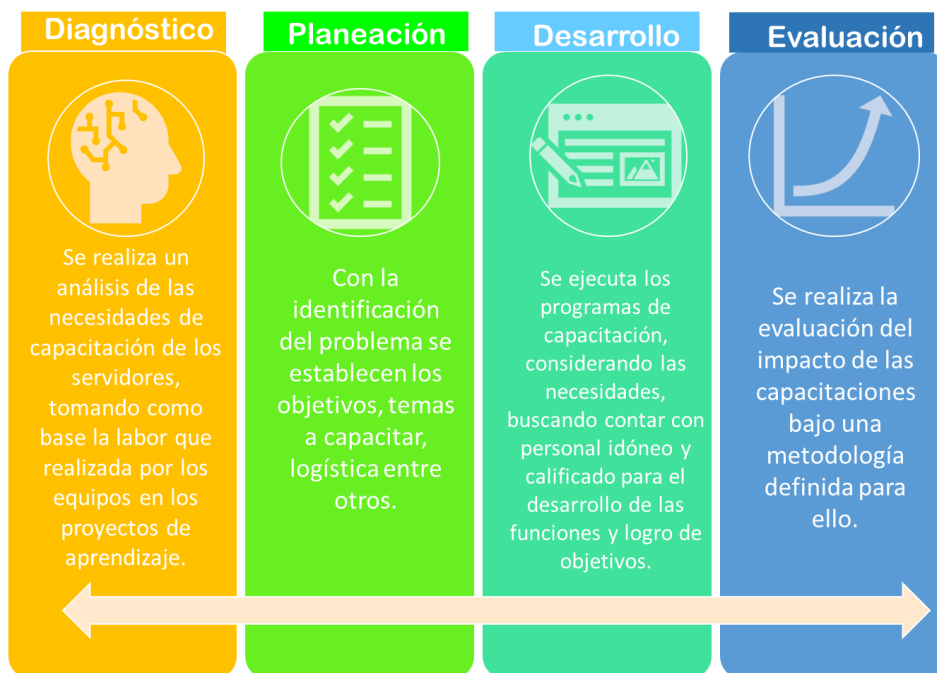 Diagnóstico
Se realiza un
análisis de las
necesidades de
capacitación de los
servidores,
tomando como
base la labor que
realizada por los
equipos en los
proyectos de
aprendizaje.
Planeación
Con la
identificación
del problema se
establecen los
objetivos, temas
a capacitar,
logística entre
otros.
Desarrollo
Se ejecuta los
programas de
capacitación,
considerando las
necesidades,
buscando contar con
personal idóneo y
calificado para el
desarrollo de las
funciones y logro de
objetivos.
Evaluación
Se realiza la
evaluación del
impacto de las
capacitaciones
bajo una
metodología
definida para
ello.